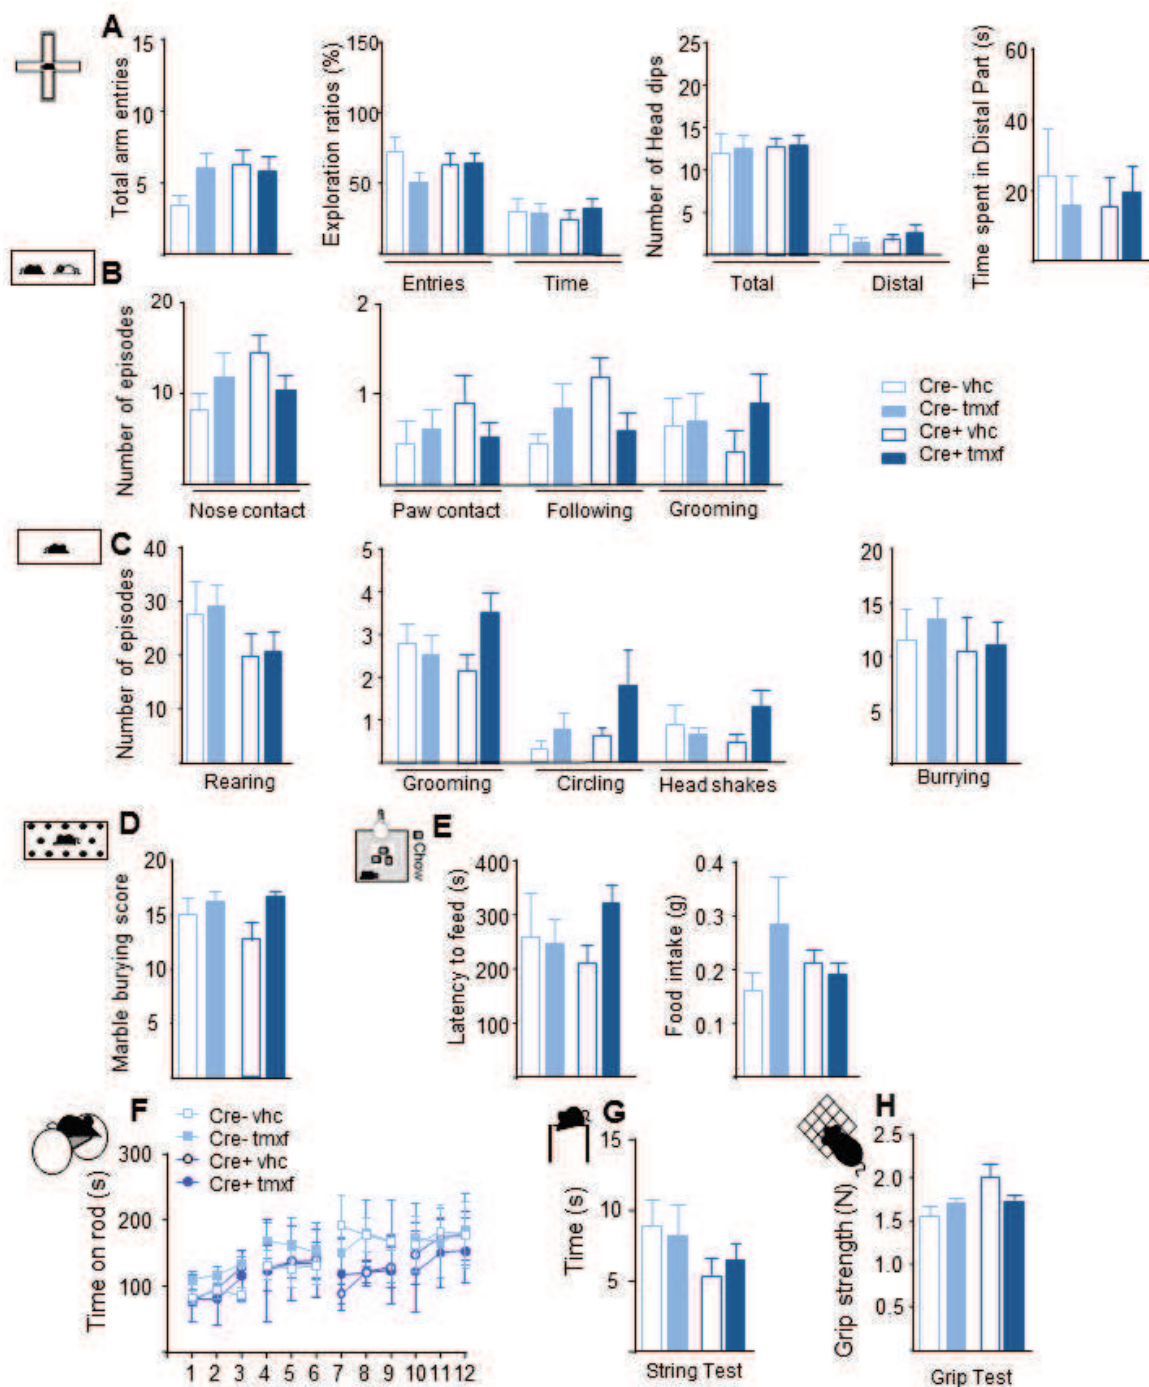 A
Total arm entries
15
10
5
Exploration ratios (%)
150
100
50
Entries
Time
Number of Head dips
25
20
15
10
5
Total
Distal
Time spent in Distal Part (s)
60
40
20
B
Number of episodes
20
10
Nose contact
2
1
Paw contact
Following
Grooming
Cre- vhc
Cre- tmxf
Cre+ vhc
Cre+ tmxf
C
Number of episodes
40
30
20
10
Rearing
5
4
3
2
1
Grooming
Circling
Head shakes
20
15
10
5
Burrying
D
Marble burying score
20
15
10
5
E
Chow
Latency to feed (s)
400
300
200
100
Food intake (g)
0.4
0.3
0.2
0.1
F
Cre- vhc
Cre- tmxf
Cre+ vhc
Cre+ tmxf
Time on rod (s)
300
200
100
1 2 3 4 5 6 7 8 9 10 11 12
G
Time (s)
15
10
5
String Test
H
Grip strength (N)
2.5
2.0
1.5
1.0
0.5
Grip Test